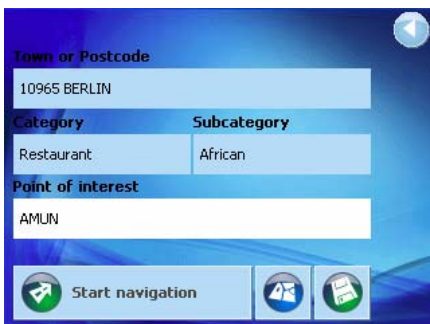 Town or Postcode
10965 BERLIN
Category Subcategory
Restaurant African
Point of interest
AMUN
Start navigation